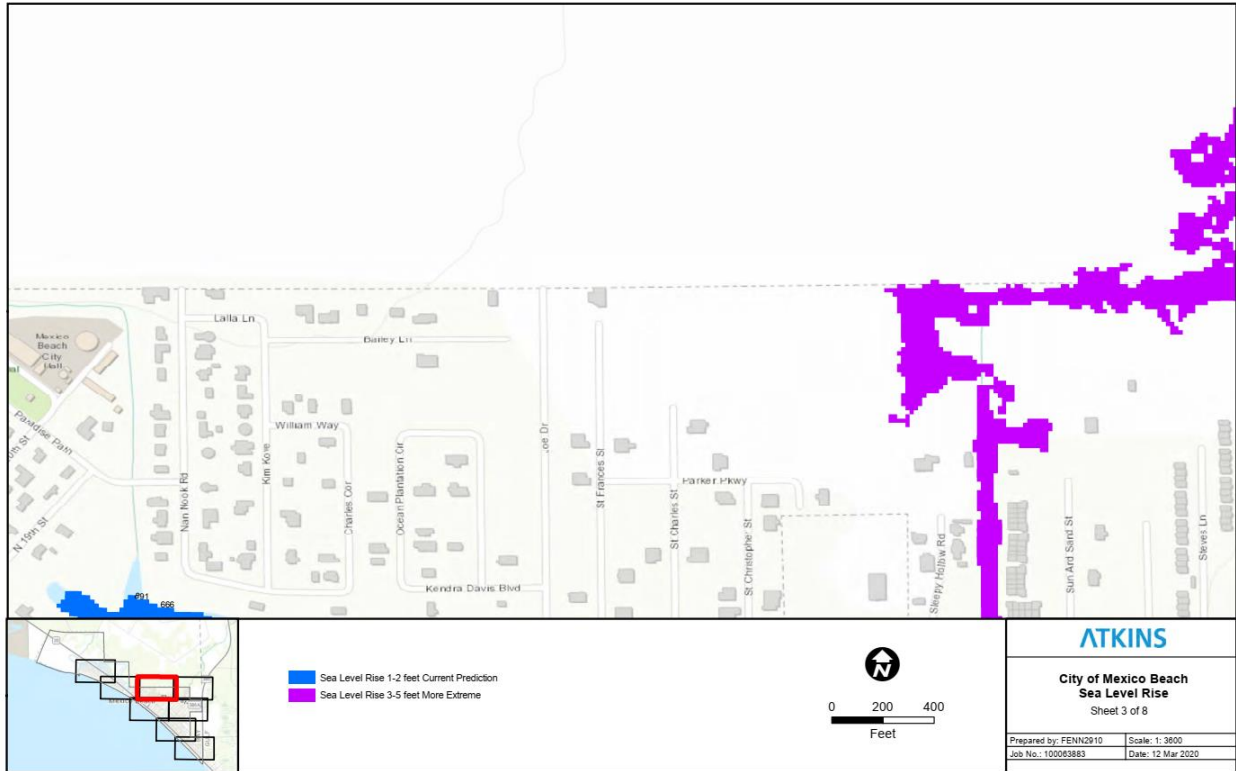 Lalla Ln
Bailey Ln
Mexico
Beach
City
Hall
William Way
Paradise Path
N 19th St
Nan Nook Rd
Kim Kove
Charles Cor
Ocean Plantation Cir
Kendra Davis Blvd
Joe Dr
St Frances St
St Charles St
Parker Pkwy
St Christopher St
Sleepy Hollow Rd
Sun And Sand St
Steves Ln
691
666
Sea Level Rise 1-2 feet Current Prediction
Sea Level Rise 3-5 feet More Extreme
N
0 200 400
Feet
ATKINS
City of Mexico Beach
Sea Level Rise
Sheet 3 of 8
Prepared by: FENN2910
Scale: 1: 3600
Job No.: 100063883
Date: 12 Mar 2020